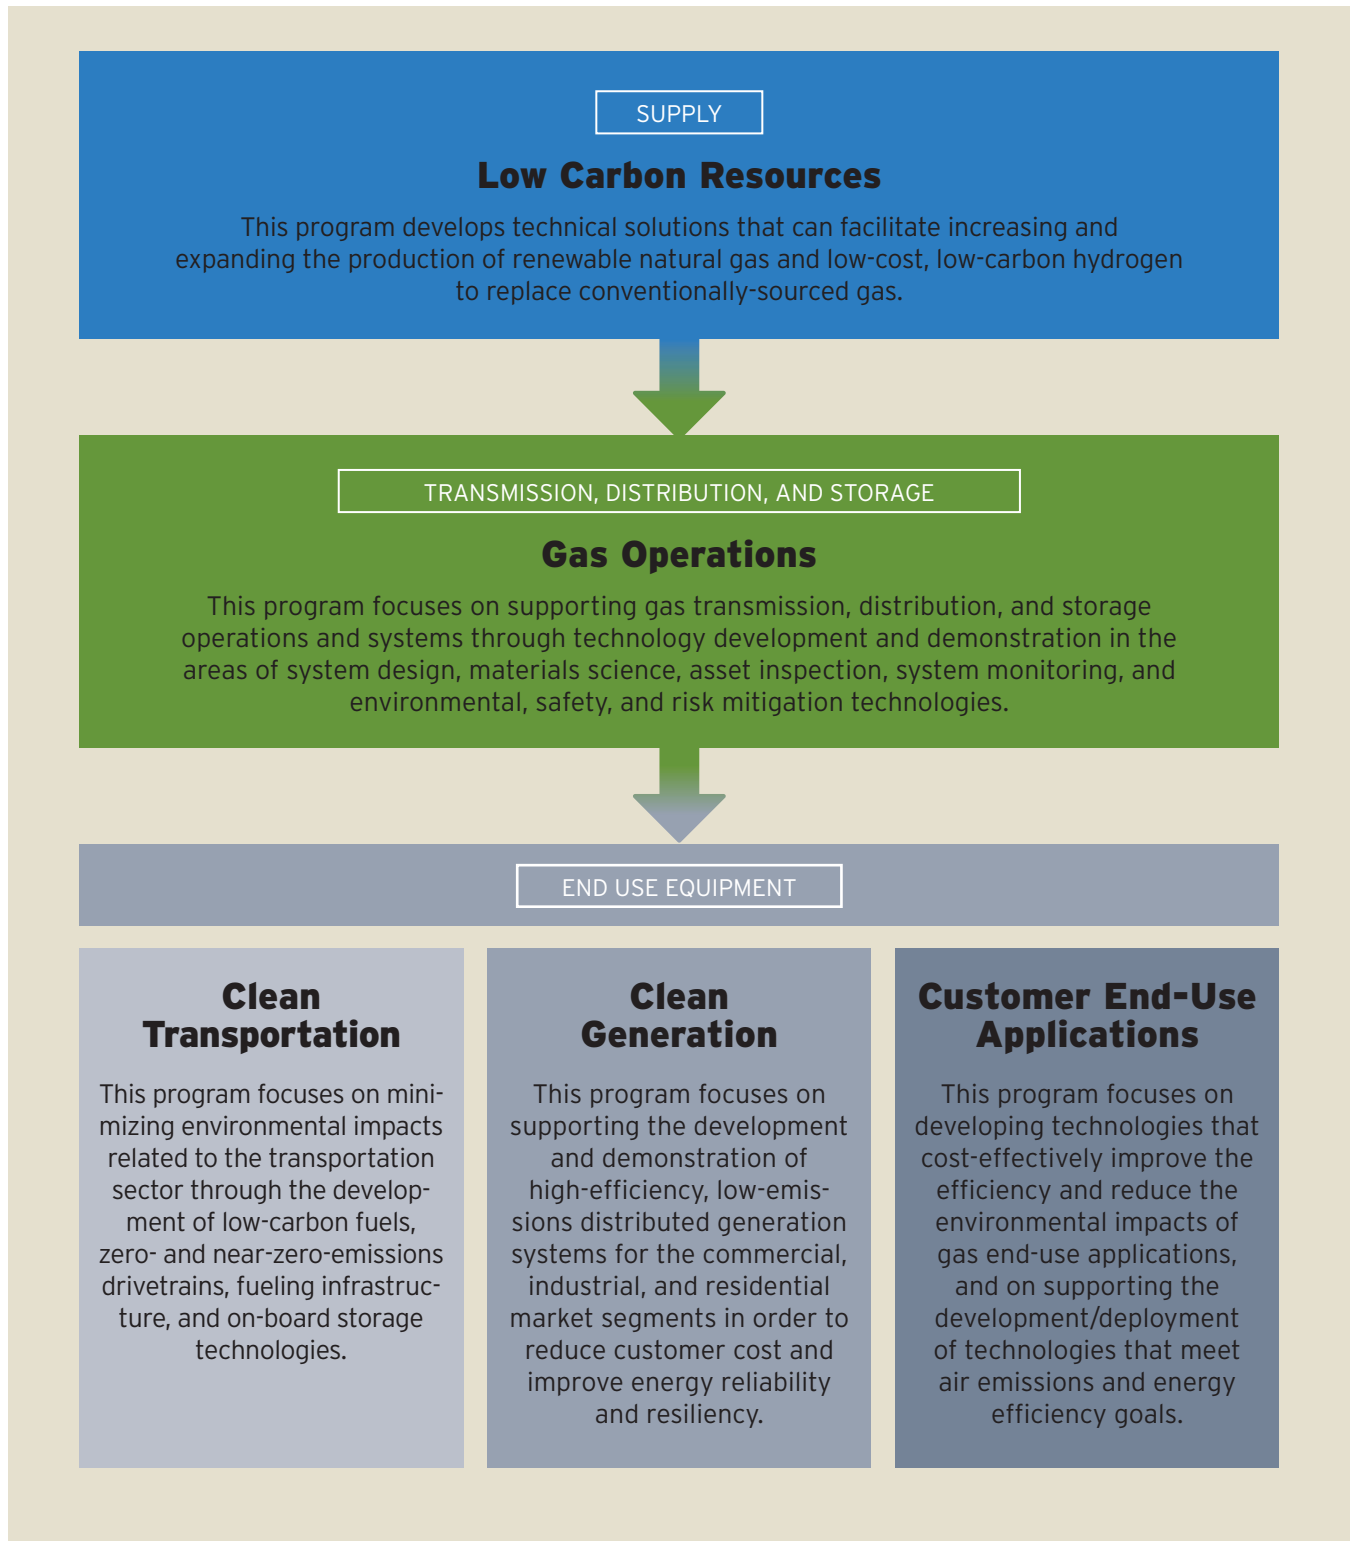 SUPPLY
Low Carbon Resources
This program develops technical solutions that can facilitate increasing and
expanding the production of renewable natural gas and low-cost, low-carbon hydrogen
to replace conventionally-sourced gas.
TRANSMISSION, DISTRIBUTION, AND STORAGE
Gas Operations
This program focuses on supporting gas transmission, distribution, and storage
operations and systems through technology development and demonstration in the
areas of system design, materials science, asset inspection, system monitoring, and
environmental, safety, and risk mitigation technologies.
END USE EQUIPMENT
Clean
Transportation
This program focuses on mini-
mizing environmental impacts
related to the transportation
sector through the develop-
ment of low-carbon fuels,
zero- and near-zero-emissions
drivetrains, fueling infrastruc-
ture, and on-board storage
technologies.
Clean
Generation
This program focuses on
supporting the development
and demonstration of
high-efficiency, low-emis-
sions distributed generation
systems for the commercial,
industrial, and residential
market segments in order to
reduce customer cost and
improve energy reliability
and resiliency.
Customer End-Use
Applications
This program focuses on
developing technologies that
cost-effectively improve the
efficiency and reduce the
environmental impacts of
gas end-use applications,
and on supporting the
development/deployment
of technologies that meet
air emissions and energy
efficiency goals.